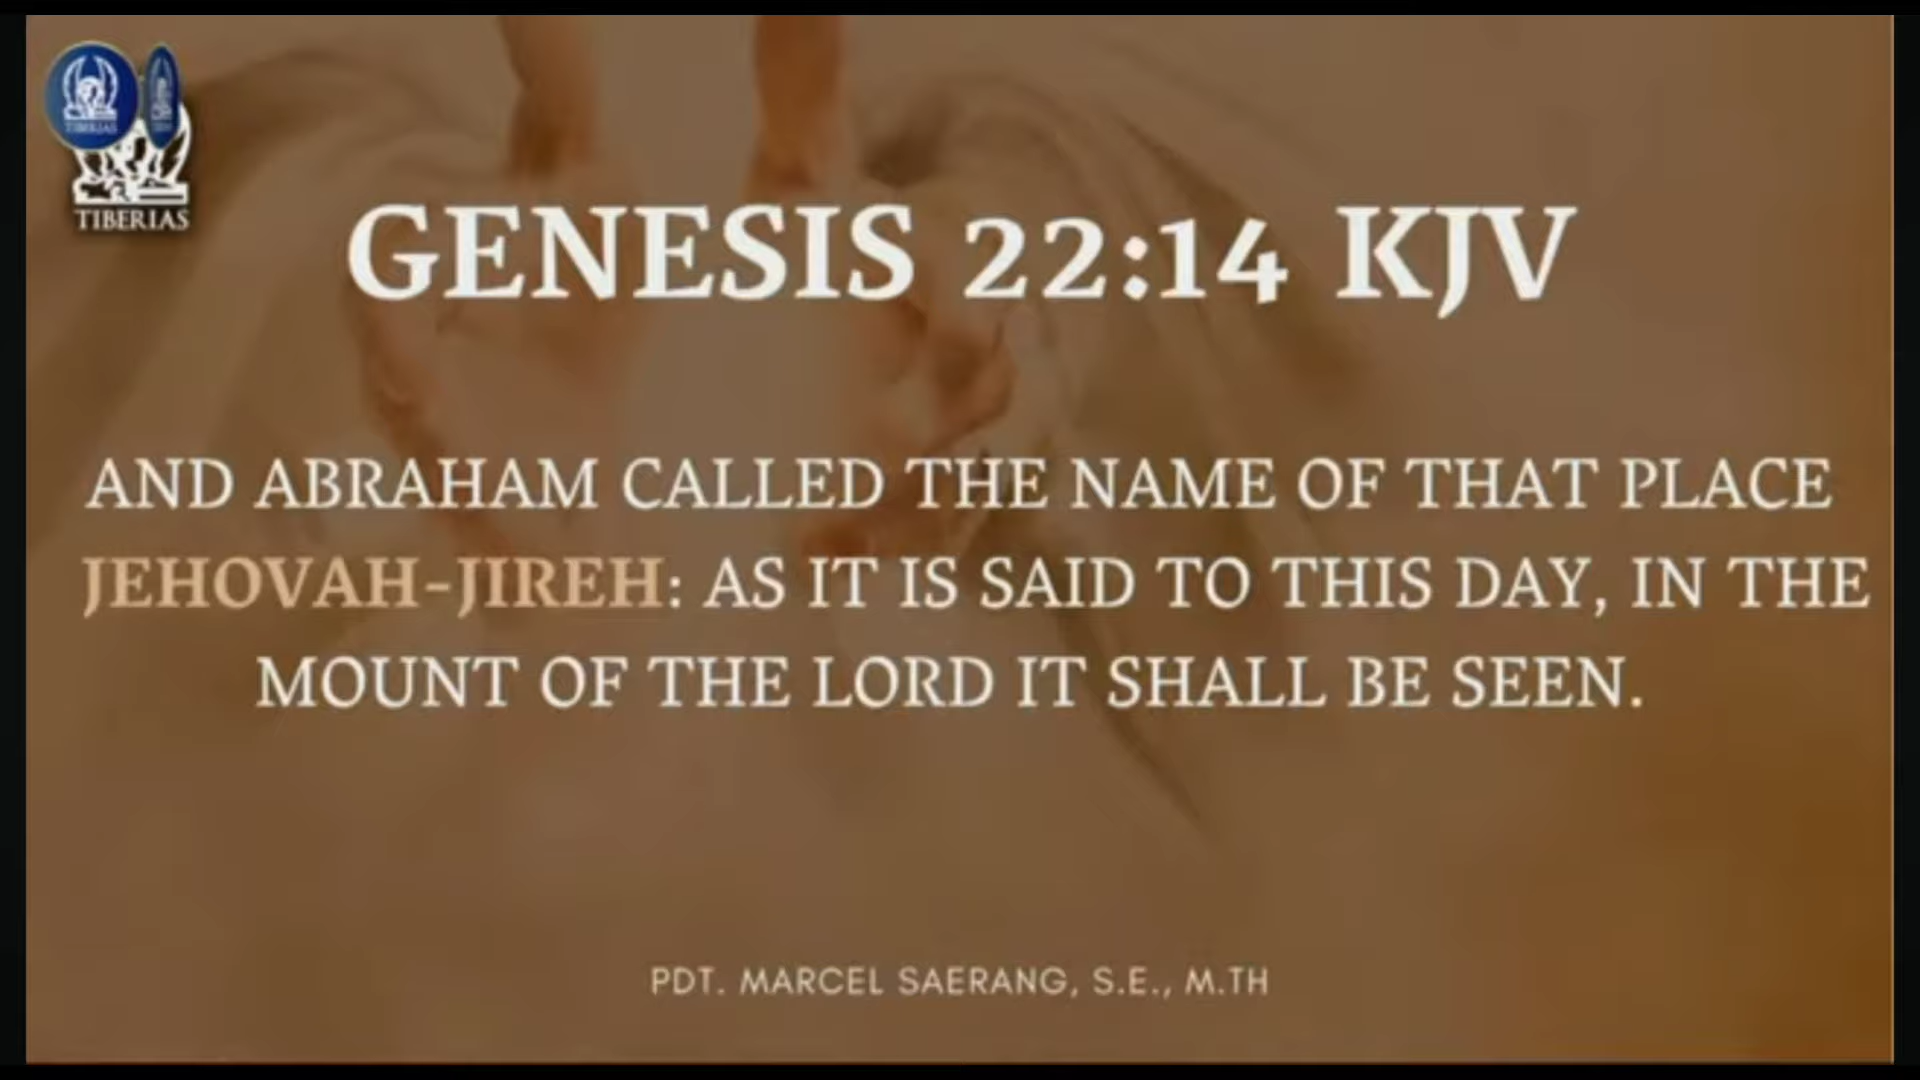 TIBERIAS
TIBERIAS
GENESIS 22:14 KJV
AND ABRAHAM CALLED THE NAME OF THAT PLACE
JEHOVAH-JIREH: AS IT IS SAID TO THIS DAY, IN THE
MOUNT OF THE LORD IT SHALL BE SEEN.
PDT. MARCEL SAERANG, S.E., M.TH